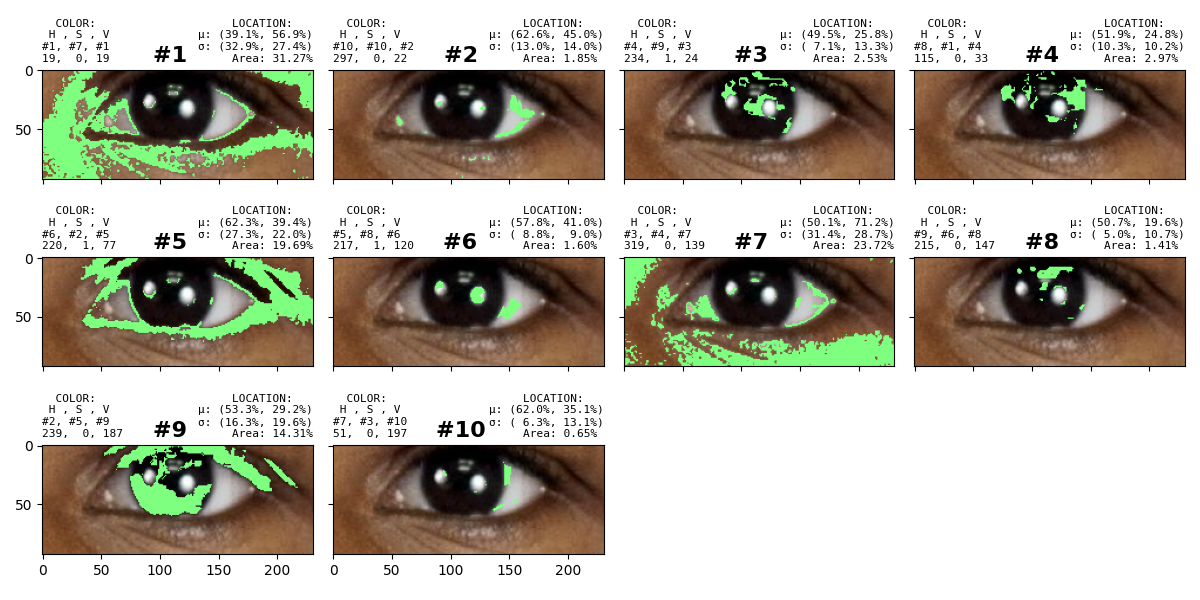 COLOR: LOCATION:
H , S , V μ: (39.1%, 56.9%)
#1, #7, #1 σ: (32.9%, 27.4%)
19, 0, 19 #1 Area: 31.27%
COLOR: LOCATION:
H , S , V μ: (62.6%, 45.0%)
#10, #10, #2 σ: (13.0%, 14.0%)
297, 0, 22 #2 Area: 1.85%
COLOR: LOCATION:
H , S , V μ: (49.5%, 25.8%)
#4, #9, #3 σ: ( 7.1%, 13.3%)
234, 1, 24 #3 Area: 2.53%
COLOR: LOCATION:
H , S , V μ: (51.9%, 24.8%)
#8, #1, #4 σ: (10.3%, 10.2%)
115, 0, 33 #4 Area: 2.97%
0
50
COLOR: LOCATION:
H , S , V μ: (62.3%, 39.4%)
#6, #2, #5 σ: (27.3%, 22.0%)
220, 1, 77 #5 Area: 19.69%
COLOR: LOCATION:
H , S , V μ: (57.8%, 41.0%)
#5, #8, #6 σ: ( 8.8%, 9.0%)
217, 1, 120 #6 Area: 1.60%
COLOR: LOCATION:
H , S , V μ: (50.1%, 71.2%)
#3, #4, #7 σ: (31.4%, 28.7%)
319, 0, 139 #7 Area: 23.72%
COLOR: LOCATION:
H , S , V μ: (50.7%, 19.6%)
#9, #6, #8 σ: ( 5.0%, 10.7%)
215, 0, 147 #8 Area: 1.41%
0
50
COLOR: LOCATION:
H , S , V μ: (53.3%, 29.2%)
#2, #5, #9 σ: (16.3%, 19.6%)
239, 0, 187 #9 Area: 14.31%
COLOR: LOCATION:
H , S , V μ: (62.0%, 35.1%)
#7, #3, #10 σ: ( 6.3%, 13.1%)
51, 0, 197 #10 Area: 0.65%
0
50
0 50 100 150 200
0 50 100 150 200